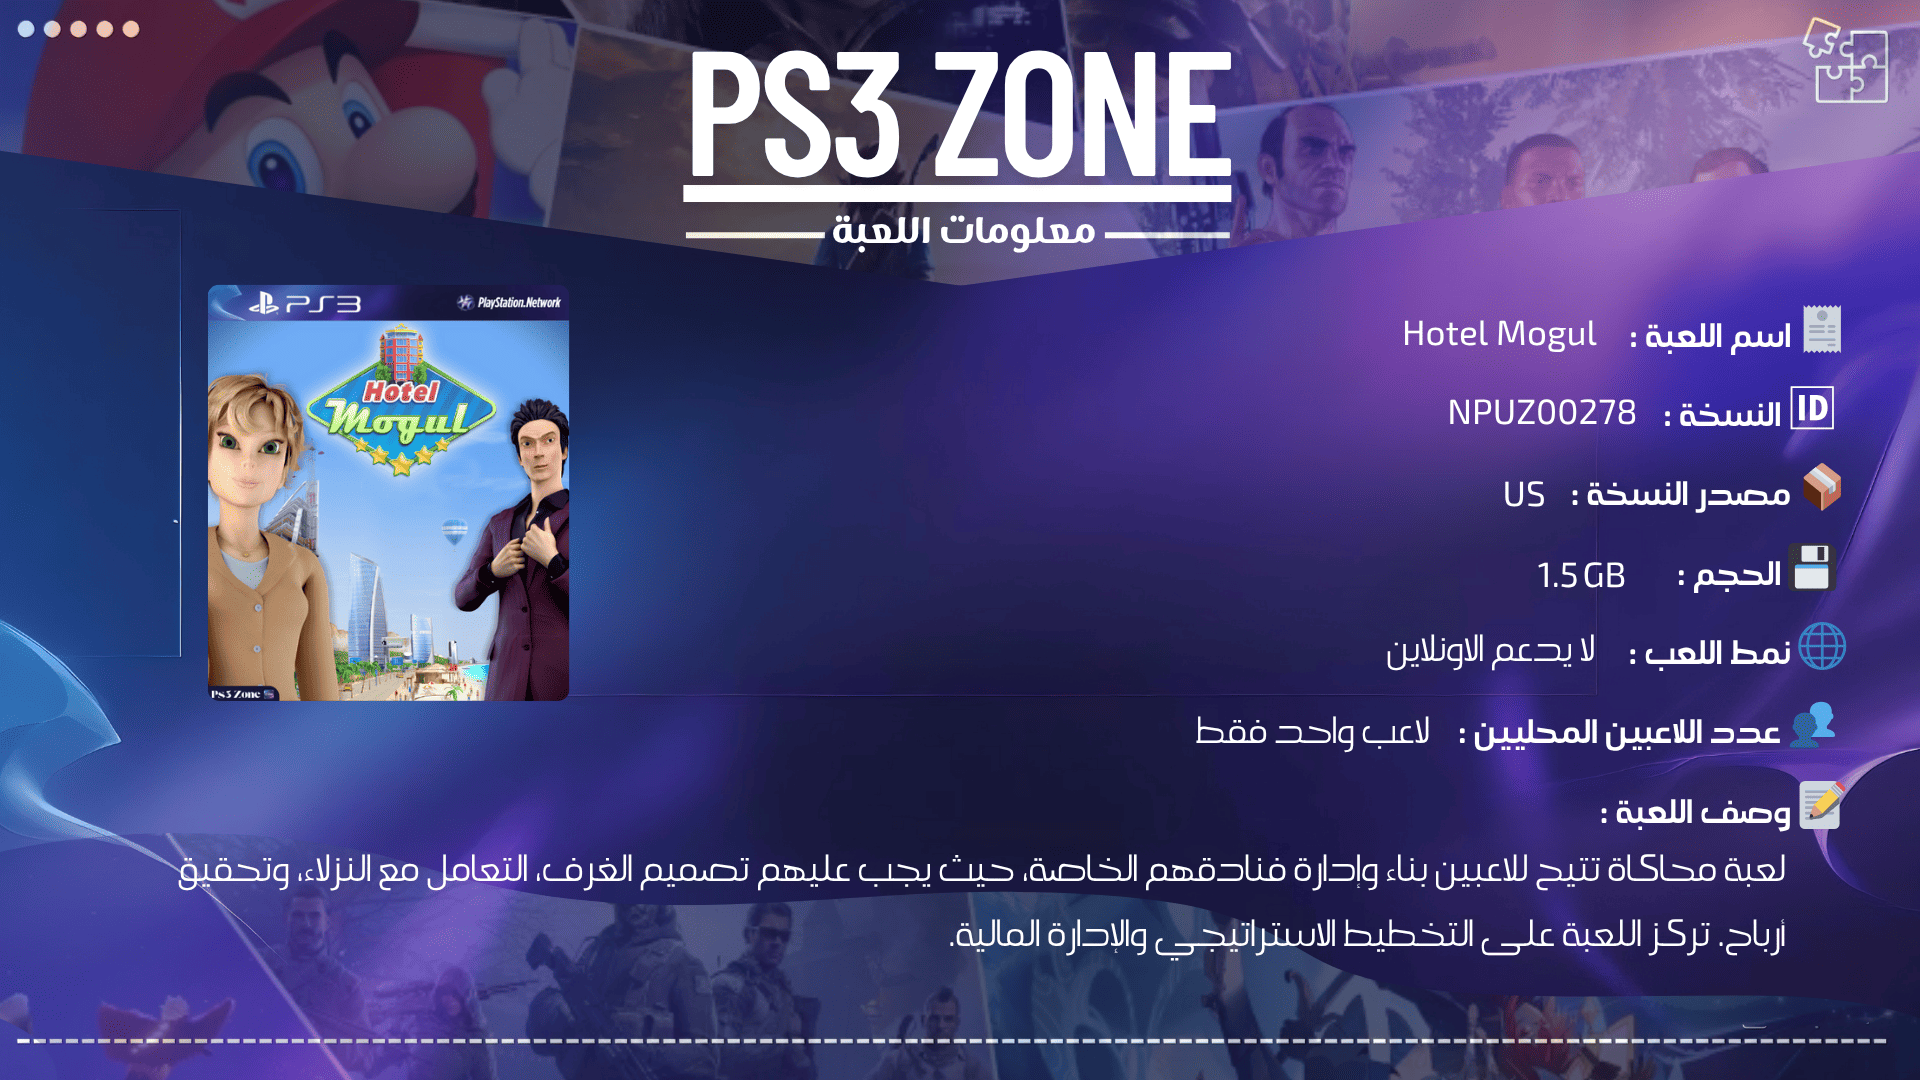 PS3 ZONE
معلومات اللعبة
PS3 PlayStation.Network
Hotel
Mogul
Ps3 Zone
اسم اللعبة : Hotel Mogul
ID النسخة : NPUZ00278
مصدر النسخة : US
الحجم : 1.5 GB
نمط اللعب : لا يدعم الاونلاين
عدد اللاعبين المحليين : لاعب واحد فقط
وصف اللعبة :
لعبة محاكاة تتيح للاعبين بناء وإدارة فنادقهم الخاصة، حيث يجب عليهم تصميم الغرف، التعامل مع النزلاء، وتحقيق
أرباح. تركز اللعبة على التخطيط الاستراتيجي والإدارة المالية.